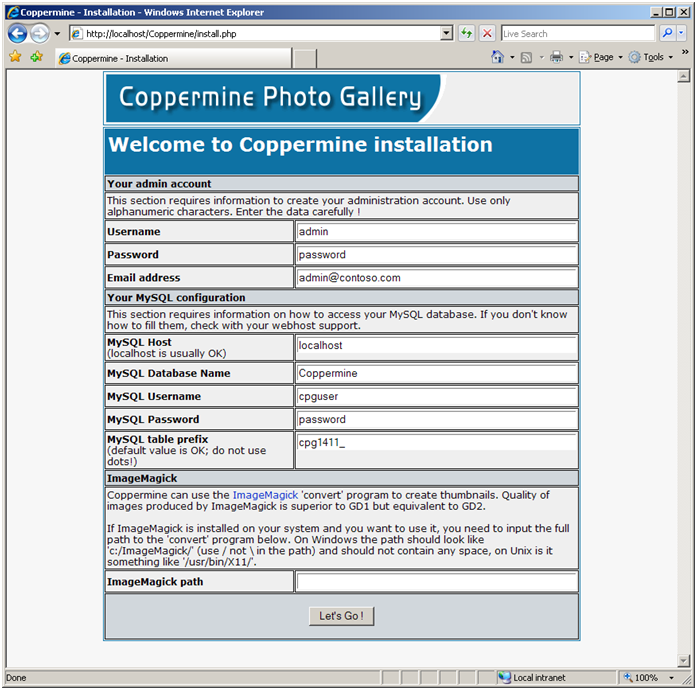 Coppermine - Installation - Windows Internet Explorer
http://localhost/Coppermine/install.php
Live Search
Coppermine - Installation
Page
Tools
Coppermine Photo Gallery
Welcome to Coppermine installation
Your admin account
This section requires information to create your administration account. Use only
alphanumeric characters. Enter the data carefully !
Username admin
Password password
Email address admin@contoso.com
Your MySQL configuration
This section requires information on how to access your MySQL database. If you don't know
how to fill them, check with your webhost support.
MySQL Host localhost
(localhost is usually OK)
MySQL Database Name Coppermine
MySQL Username cpguser
MySQL Password password
MySQL table prefix cpg1411_
(default value is OK; do not use
dots!)
ImageMagick
Coppermine can use the ImageMagick 'convert' program to create thumbnails. Quality of
images produced by ImageMagick is superior to GD1 but equivalent to GD2.
If ImageMagick is installed on your system and you want to use it, you need to input the full
path to the 'convert' program below. On Windows the path should look like
'c:/ImageMagick/' (use / not \ in the path) and should not contain any space, on Unix is it
something like '/usr/bin/X11/'.
ImageMagick path
Let's Go !
Done
Local intranet
100%